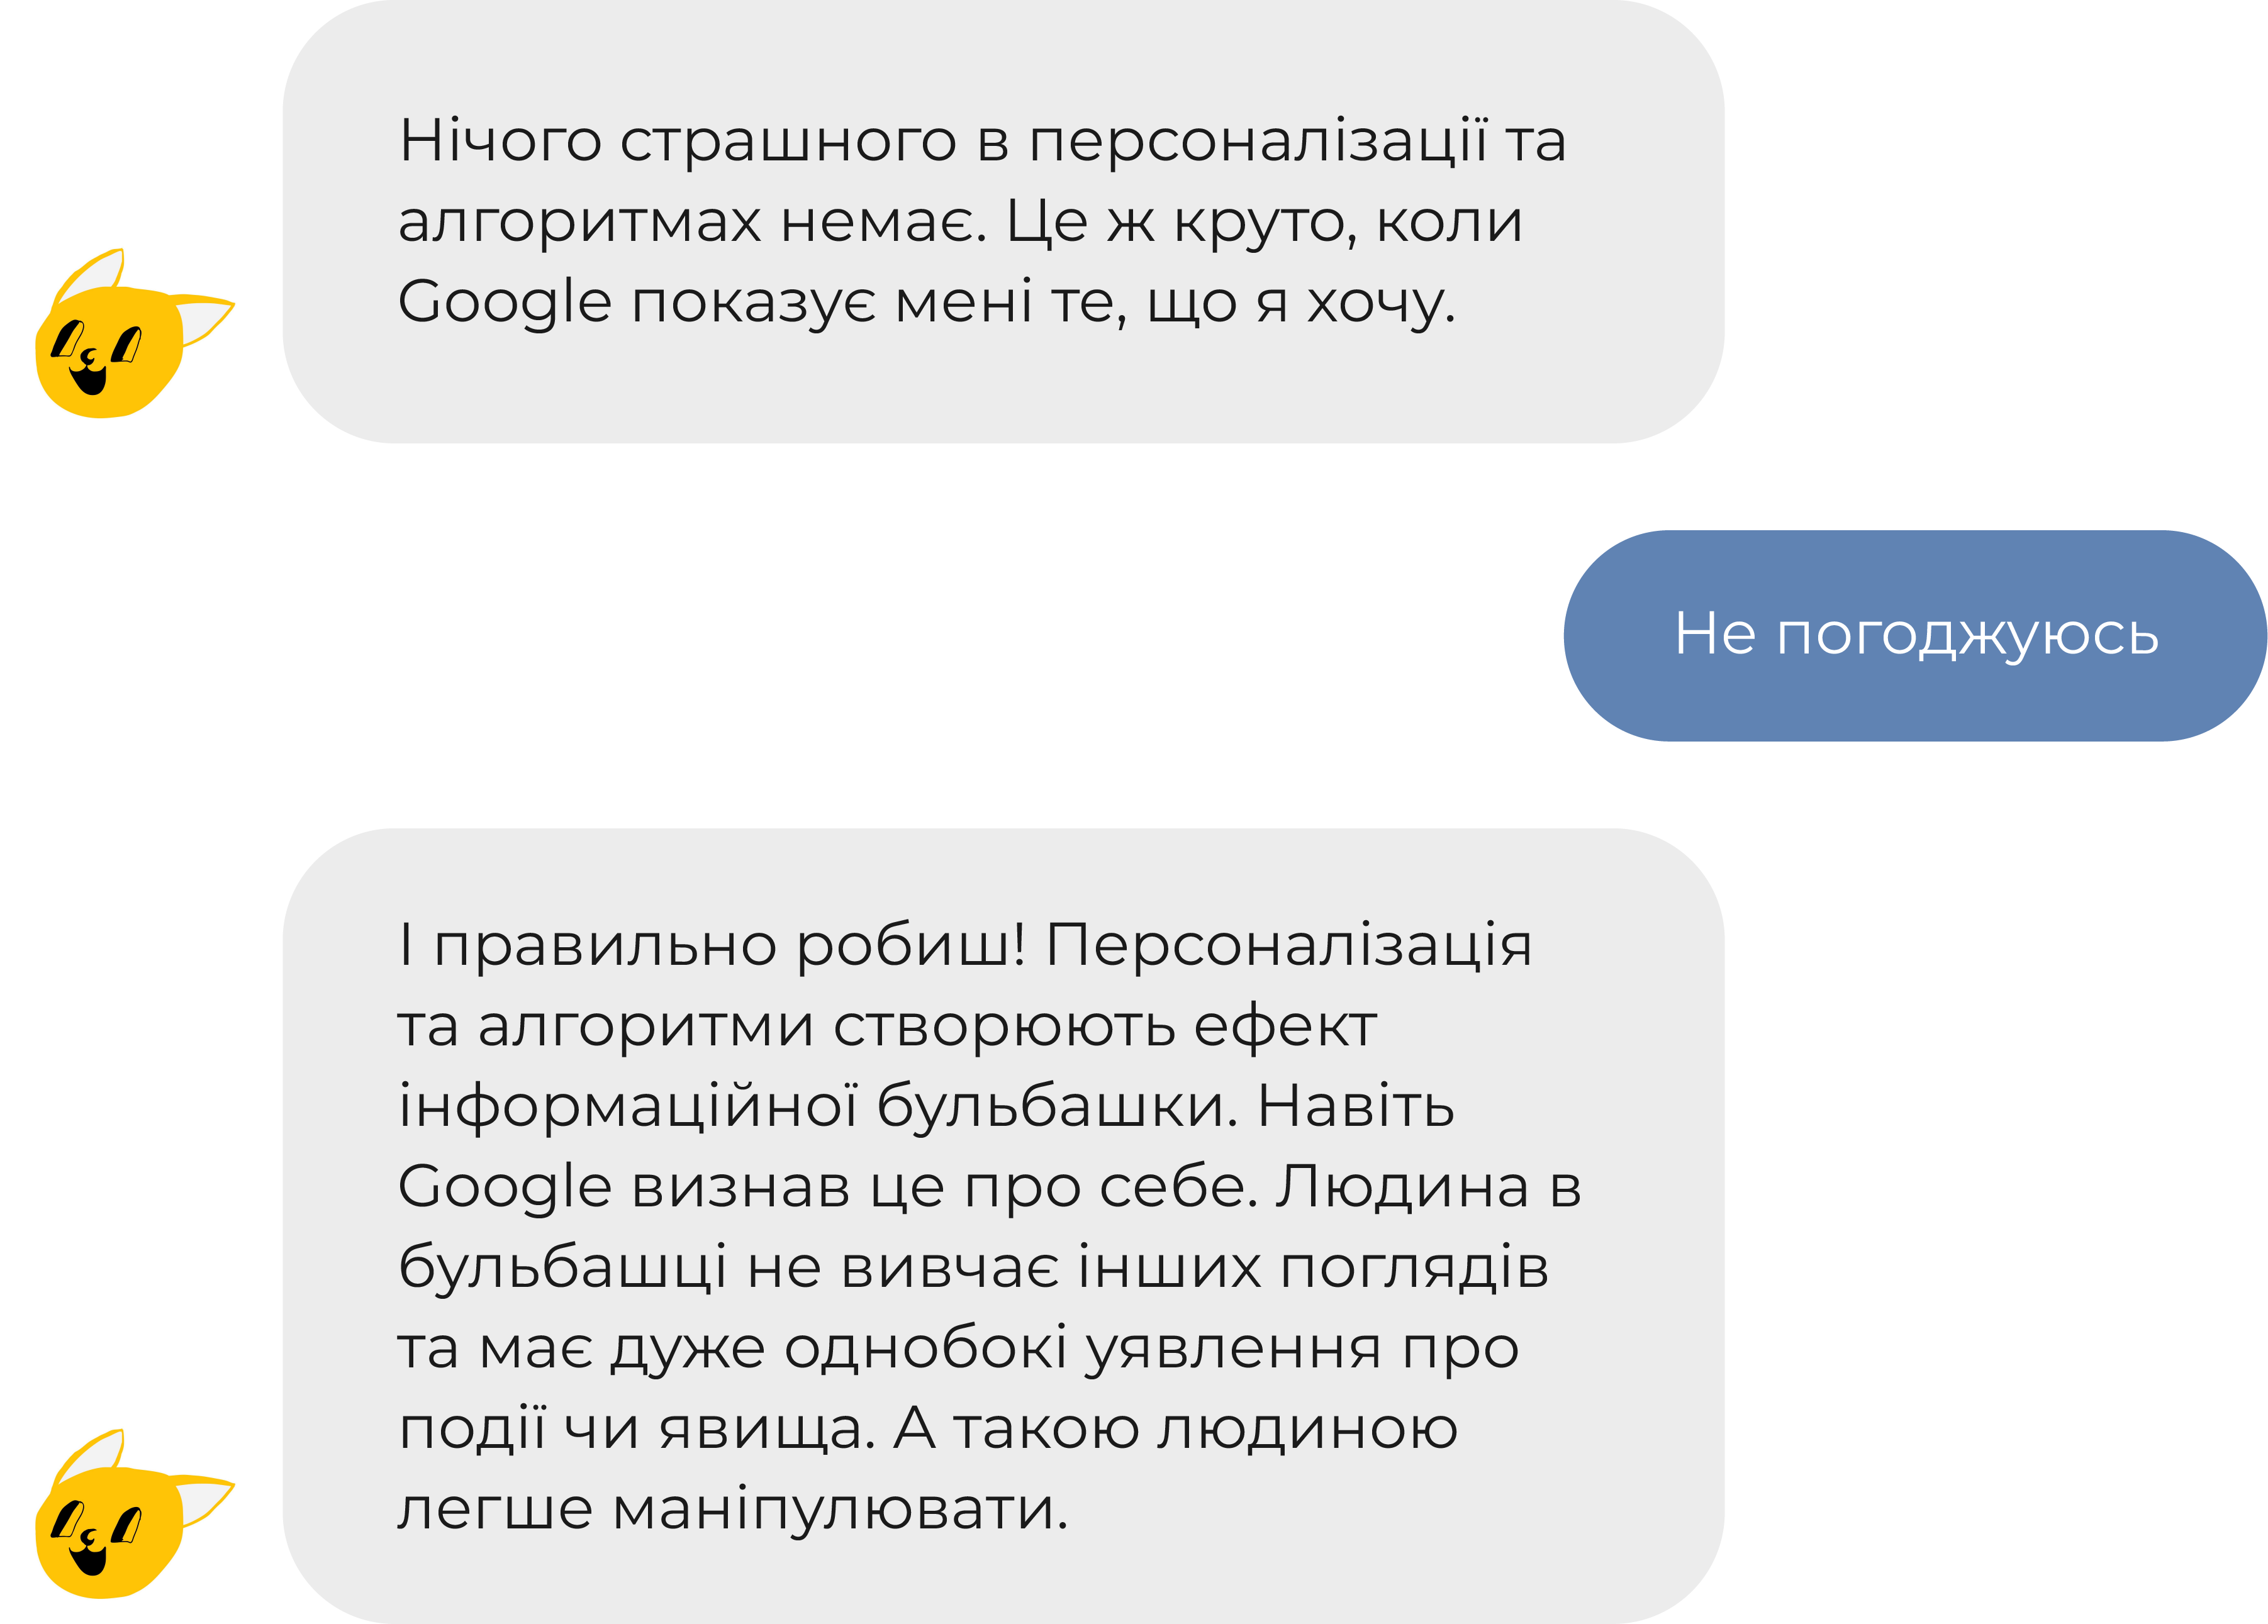 Нічого страшного в персоналізації та
алгоритмах немає. Це ж круто, коли
Google показує мені те, що я хочу.
Не погоджуюсь
І правильно робиш! Персоналізація
та алгоритми створюють ефект
інформаційної бульбашки. Навіть
Google визнав це про себе. Людина в
бульбашці не вивчає інших поглядів
та має дуже однобокі уявлення про
події чи явища. А такою людиною
легше маніпулювати.